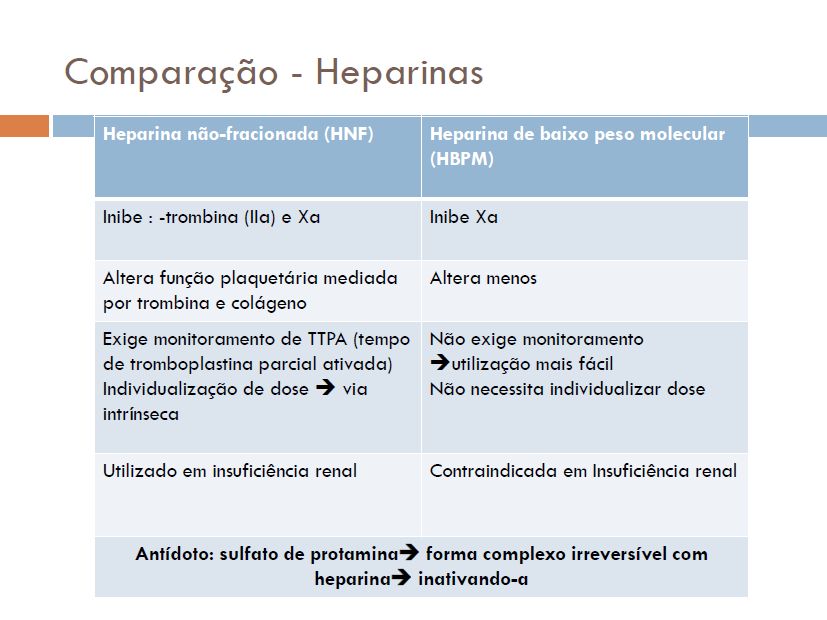 Comparação - Heparinas
Heparina não-fracionada (HNF)
Heparina de baixo peso molecular
(HBPM)
Inibe : -trombina (IIa) e Xa
Inibe Xa
Altera função plaquetária mediada
por trombina e colágeno
Altera menos
Exige monitoramento de TTPA (tempo
de tromboplastina parcial ativada)
Individualização de dose ➔ via
intrínseca
Não exige monitoramento
➔utilização mais fácil
Não necessita individualizar dose
Utilizado em insuficiência renal
Contraindicada em Insuficiência renal
Antídoto: sulfato de protamina➔ forma complexo irreversível com
heparina➔ inativando-a